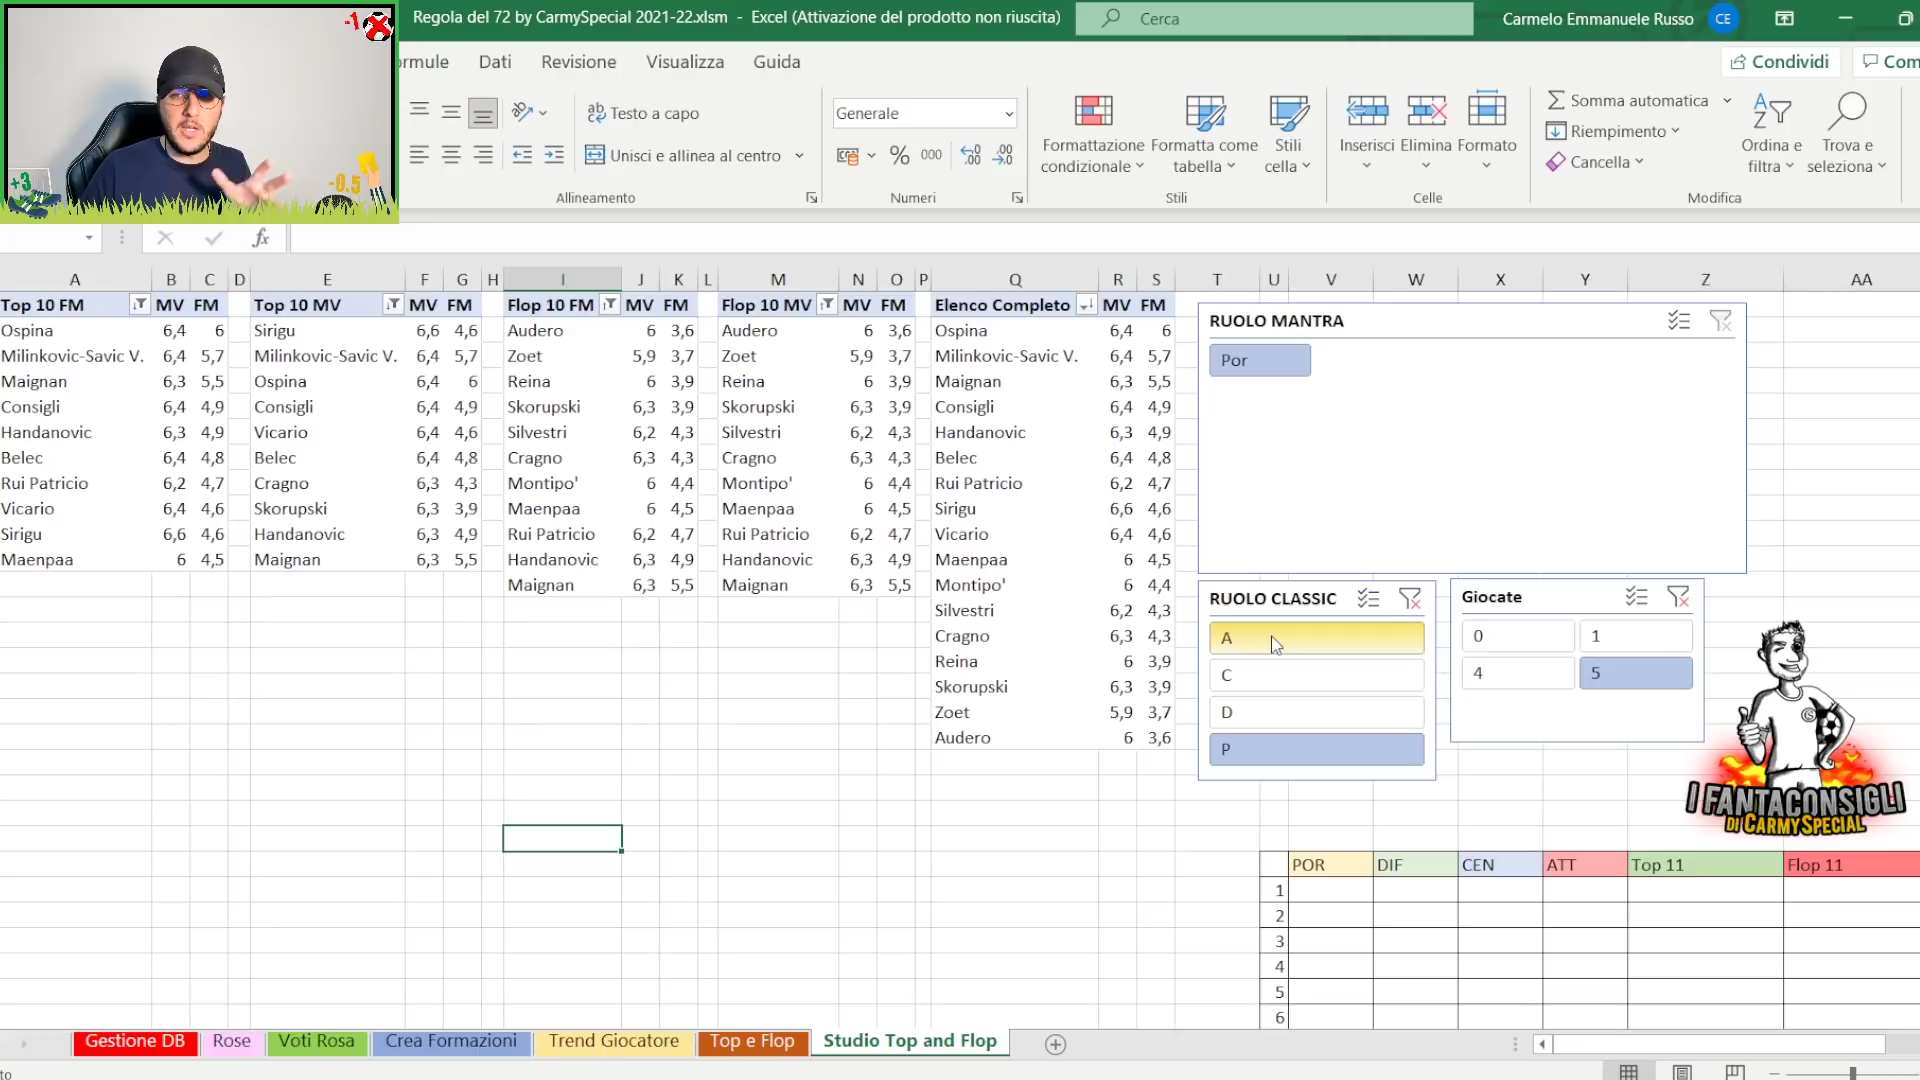 Regola del 72 by CarmySpecial 2021-22.xlsm - Excel (Attivazione del prodotto non riuscita)
Cerca
Carmelo Emmanuele Russo CE
-1
+3
-0.5
ormule Dati Revisione Visualizza Guida
Condividi
Com
Testo a capo
Unisci e allinea al centro
Allineamento
Generale
% 000
Numeri
Formattazione condizionale
Formatta come tabella
Stili cella
Stili
Inserisci Elimina Formato
Celle
Somma automatica
Riempimento
Cancella
Ordina e filtra
Trova e seleziona
Modifica
fx
A B C D E F G H I J K L M N O P Q R S T U V W X Y Z AA
Top 10 FM MV FM Top 10 MV MV FM Flop 10 FM MV FM Flop 10 MV MV FM Elenco Completo MV FM
Ospina 6,4 6 Sirigu 6,6 4,6 Audero 6 3,6 Audero 6 3,6 Ospina 6,4 6
Milinkovic-Savic V. 6,4 5,7 Milinkovic-Savic V. 6,4 5,7 Zoet 5,9 3,7 Zoet 5,9 3,7 Milinkovic-Savic V. 6,4 5,7
Maignan 6,3 5,5 Ospina 6,4 6 Reina 6 3,9 Reina 6 3,9 Maignan 6,3 5,5
Consigli 6,4 4,9 Consigli 6,4 4,9 Skorupski 6,3 3,9 Skorupski 6,3 3,9 Consigli 6,4 4,9
Handanovic 6,3 4,9 Vicario 6,4 4,6 Silvestri 6,2 4,3 Silvestri 6,2 4,3 Handanovic 6,3 4,9
Belec 6,4 4,8 Belec 6,4 4,8 Cragno 6,3 4,3 Cragno 6,3 4,3 Belec 6,4 4,8
Rui Patricio 6,2 4,7 Cragno 6,3 4,3 Montipo' 6 4,4 Montipo' 6 4,4 Rui Patricio 6,2 4,7
Vicario 6,4 4,6 Skorupski 6,3 3,9 Maenpaa 6 4,5 Maenpaa 6 4,5 Sirigu 6,6 4,6
Sirigu 6,6 4,6 Handanovic 6,3 4,9 Rui Patricio 6,2 4,7 Rui Patricio 6,2 4,7 Vicario 6,4 4,6
Maenpaa 6 4,5 Maignan 6,3 5,5 Handanovic 6,3 4,9 Handanovic 6,3 4,9 Maenpaa 6 4,5
Maignan 6,3 5,5 Maignan 6,3 5,5 Montipo' 6 4,4
Silvestri 6,2 4,3
Cragno 6,3 4,3
Reina 6 3,9
Skorupski 6,3 3,9
Zoet 5,9 3,7
Audero 6 3,6
RUOLO MANTRA
Por
RUOLO CLASSIC
A
C
D
P
Giocate
0 1
4 5
I FANTACONSIGLI
DI CARMYSPECIAL
POR DIF CEN ATT Top 11 Flop 11
1
2
3
4
5
6
Gestione DB Rose Voti Rosa Crea Formazioni Trend Giocatore Top e Flop Studio Top and Flop
to